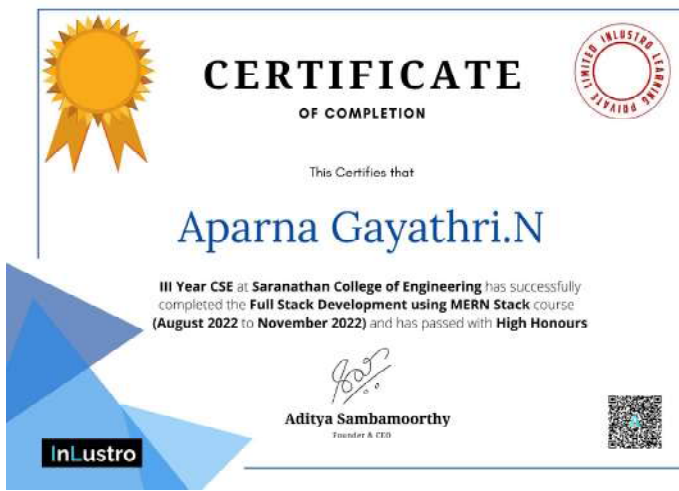 CERTIFICATE
OF COMPLETION
INLUSTRO LEARNING PRIVATE LIMITED
This Certifies that
Aparna Gayathri.N
III Year CSE at Saranathan College of Engineering has successfully
completed the Full Stack Development using MERN Stack course
(August 2022 to November 2022) and has passed with High Honours
Aditya Sambamoorthy
Founder & CEO
InLustro